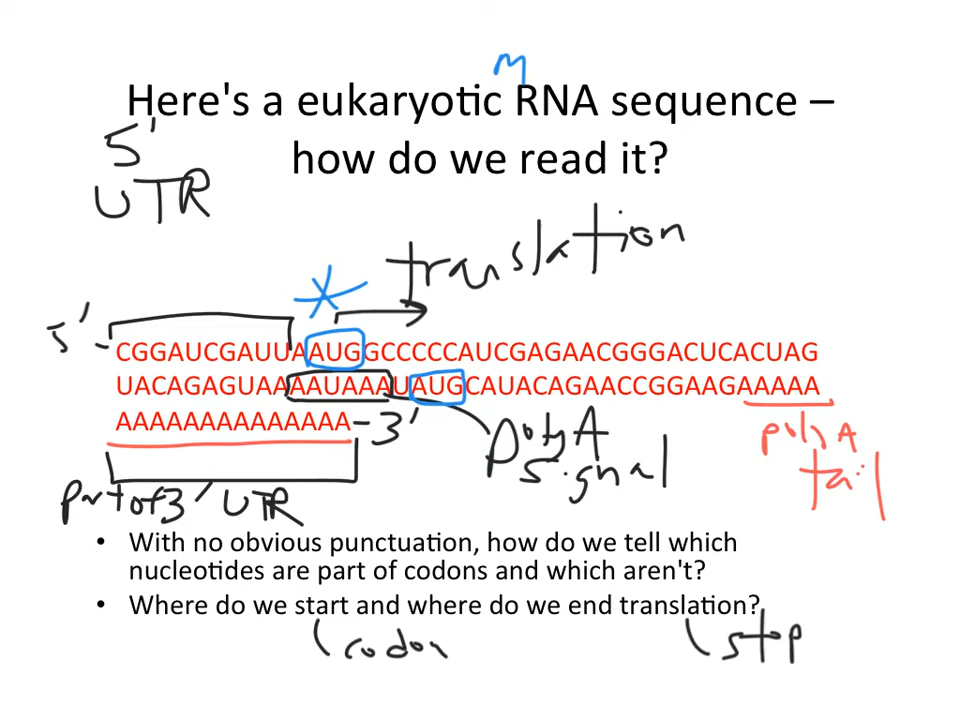 m
Here's a eukaryotic RNA sequence –
how do we read it?
5'
UTR
translation
*
5'-
CGGAUCGAUUAAUGGCCCCCAUCGAGAACGGGACUCACUAG
UACAGAGUAAAAUAAAUAUGCAUACAGAACCGGAAGAAAAA
AAAAAAAAAAAAAA-3'
polyA
signal
poly A
tail
part of 3' UTR
• With no obvious punctuation, how do we tell which
nucleotides are part of codons and which aren't?
• Where do we start and where do we end translation?
codon
stop